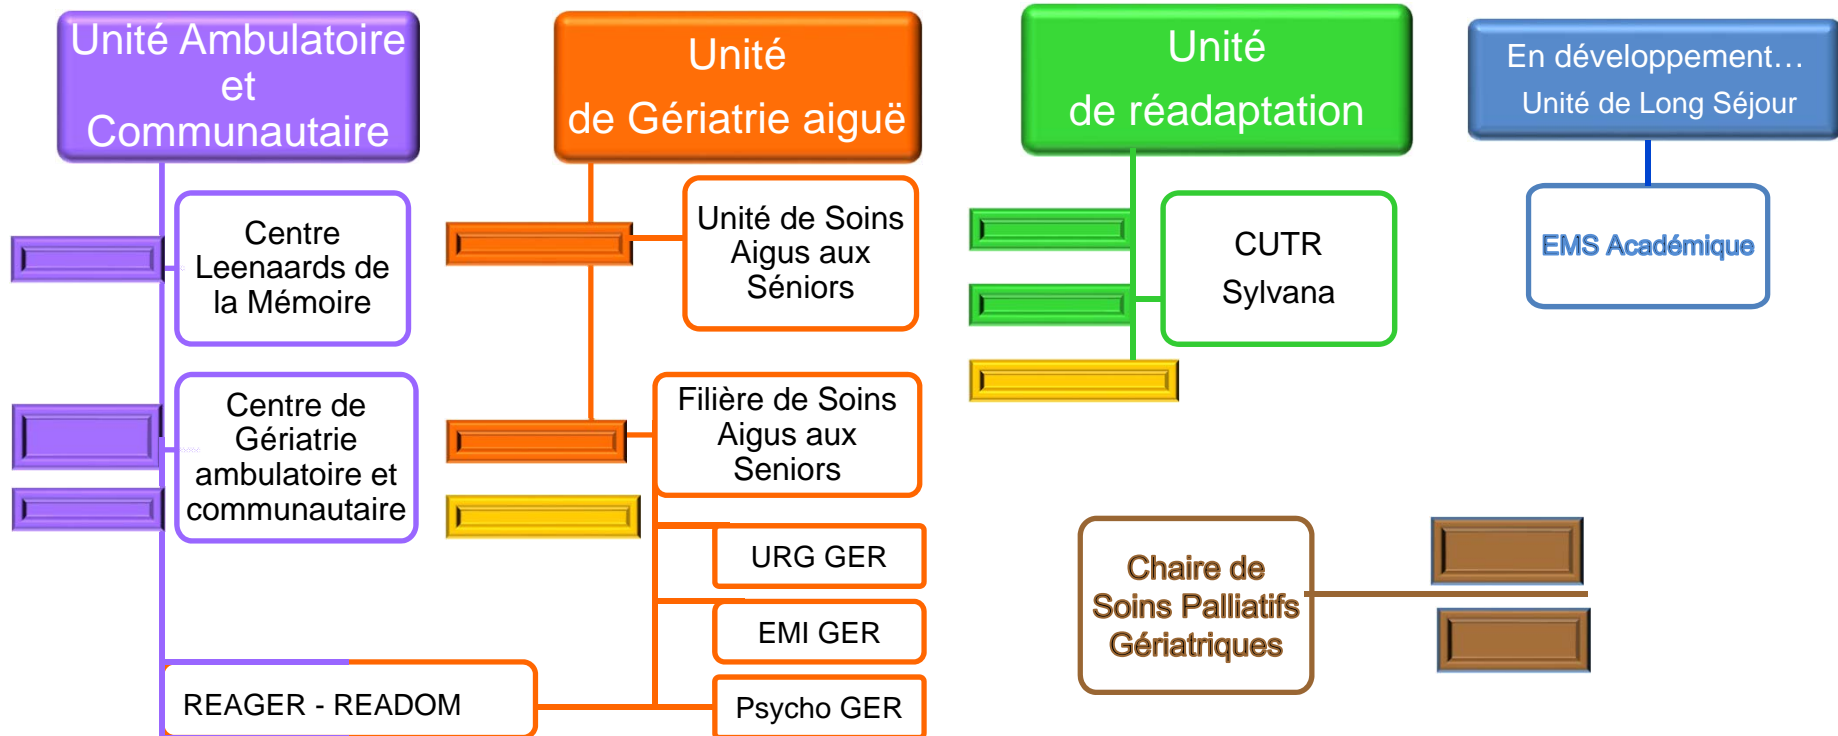 Unité Ambulatoire
et
Communautaire
Unité
de Gériatrie aiguë
Unité
de réadaptation
En développement…
Unité de Long Séjour
Centre
Leenaards de
la Mémoire
Unité de Soins
Aigus aux
Séniors
CUTR
Sylvana
EMS Académique
Centre de
Gériatrie
ambulatoire et
communautaire
Filière de Soins
Aigus aux
Seniors
URG GER
EMI GER
Psycho GER
REAGER - READOM
Chaire de
Soins Palliatifs
Gériatriques